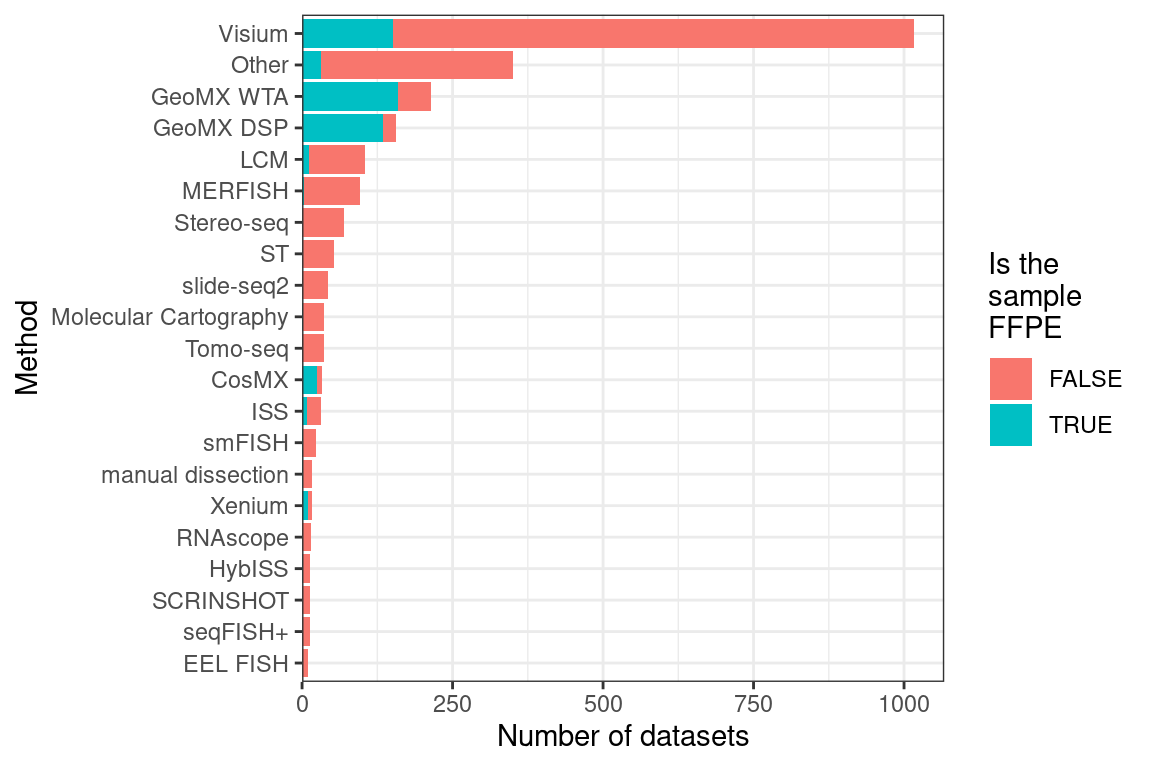 Visium
Other
GeoMX WTA
GeoMX DSP
LCM
MERFISH
Stereo-seq
ST
slide-seq2
Molecular Cartography
Tomo-seq
CosMX
ISS
smFISH
manual dissection
Xenium
RNAscope
HybISS
SCRINSHOT
seqFISH+
EEL FISH
Method
0 250 500 750 1000
Number of datasets
Is the
sample
FFPE
FALSE
TRUE